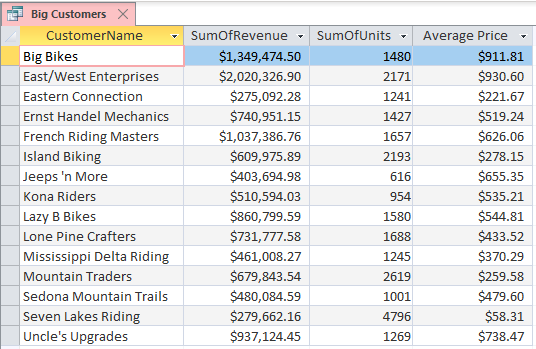 Big Customers
CustomerName SumOfRevenue SumOfUnits Average Price
Big Bikes $1,349,474.50 1480 $911.81
East/West Enterprises $2,020,326.90 2171 $930.60
Eastern Connection $275,092.28 1241 $221.67
Ernst Handel Mechanics $740,951.15 1427 $519.24
French Riding Masters $1,037,386.76 1657 $626.06
Island Biking $609,975.89 2193 $278.15
Jeeps 'n More $403,694.98 616 $655.35
Kona Riders $510,594.03 954 $535.21
Lazy B Bikes $860,799.59 1580 $544.81
Lone Pine Crafters $731,777.58 1688 $433.52
Mississippi Delta Riding $461,008.27 1245 $370.29
Mountain Traders $679,843.54 2619 $259.58
Sedona Mountain Trails $480,084.59 1001 $479.60
Seven Lakes Riding $279,662.16 4796 $58.31
Uncle's Upgrades $937,124.45 1269 $738.47